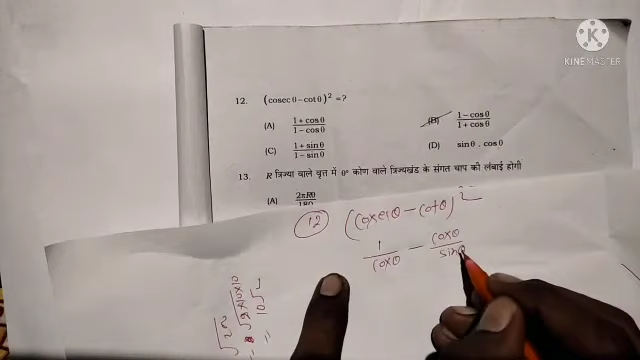 K
KINEMASTER
12. (cosec θ – cot θ)² = ?
(A) 1 + cos θ / 1 – cos θ (B) 1 – cos θ / 1 + cos θ
(C) 1 + sin θ / 1 – sin θ (D) sin θ . cos θ
13. R त्रिज्या वाले वृत्त में θ° कोण वाले त्रिज्यखंड के संगत चाप की लंबाई होगी
(A) 2πRθ / 180
12 (cosecθ – cotθ)²
1 / cosθ – cosθ / sinθ